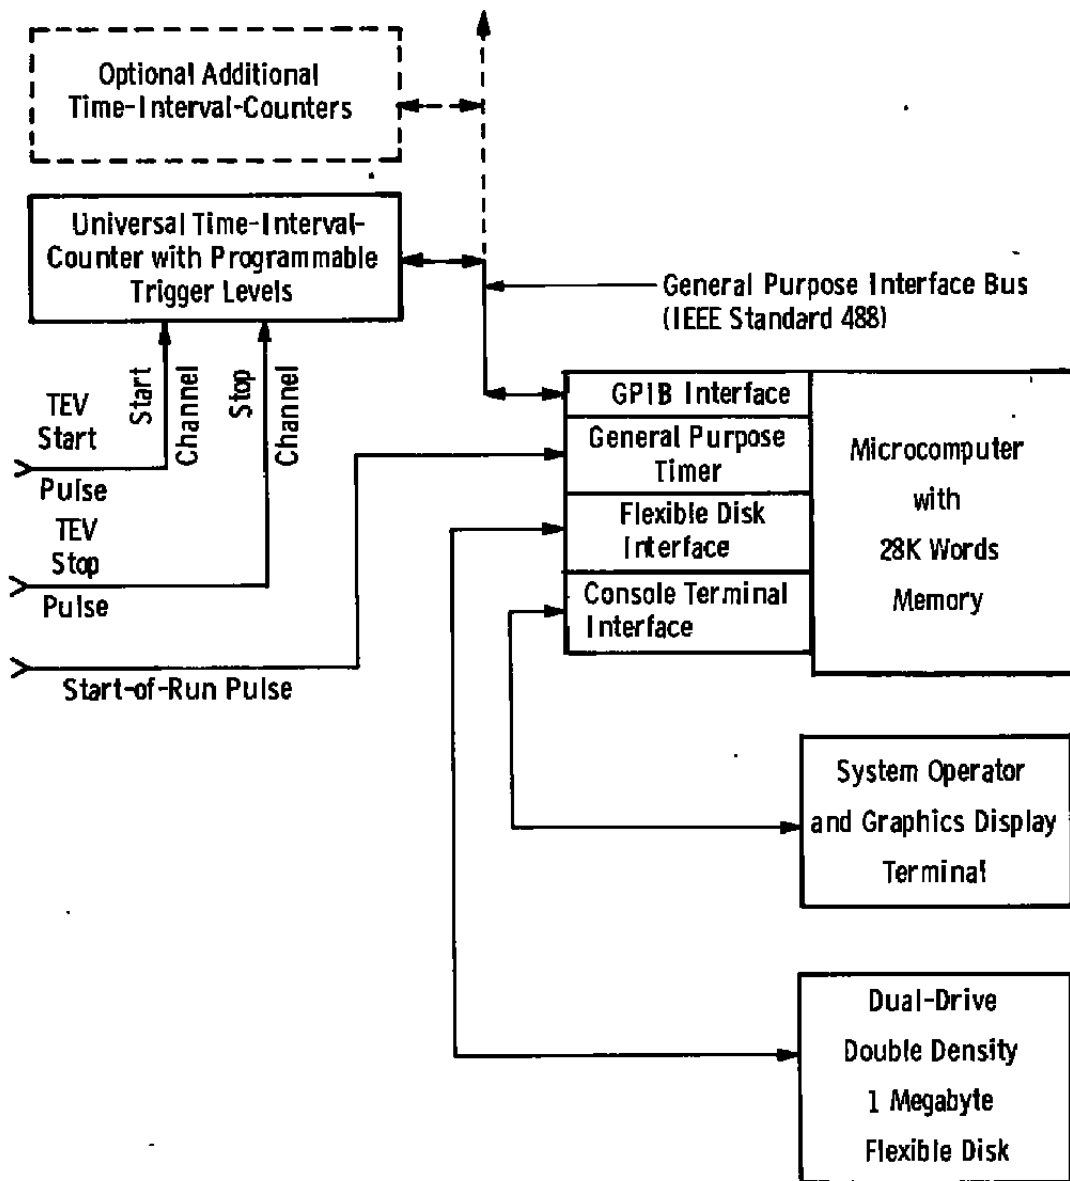 Optional Additional
Time-Interval-Counters
Universal Time-Interval-
Counter with Programmable
Trigger Levels
General Purpose Interface Bus
(IEEE Standard 488)
TEV
Start
Pulse
Start
Channel
Stop
Channel
TEV
Stop
Pulse
Start-of-Run Pulse
GPIB Interface
General Purpose
Timer
Flexible Disk
Interface
Console Terminal
Interface
Microcomputer
with
28K Words
Memory
System Operator
and Graphics Display
Terminal
Dual-Drive
Double Density
1 Megabyte
Flexible Disk